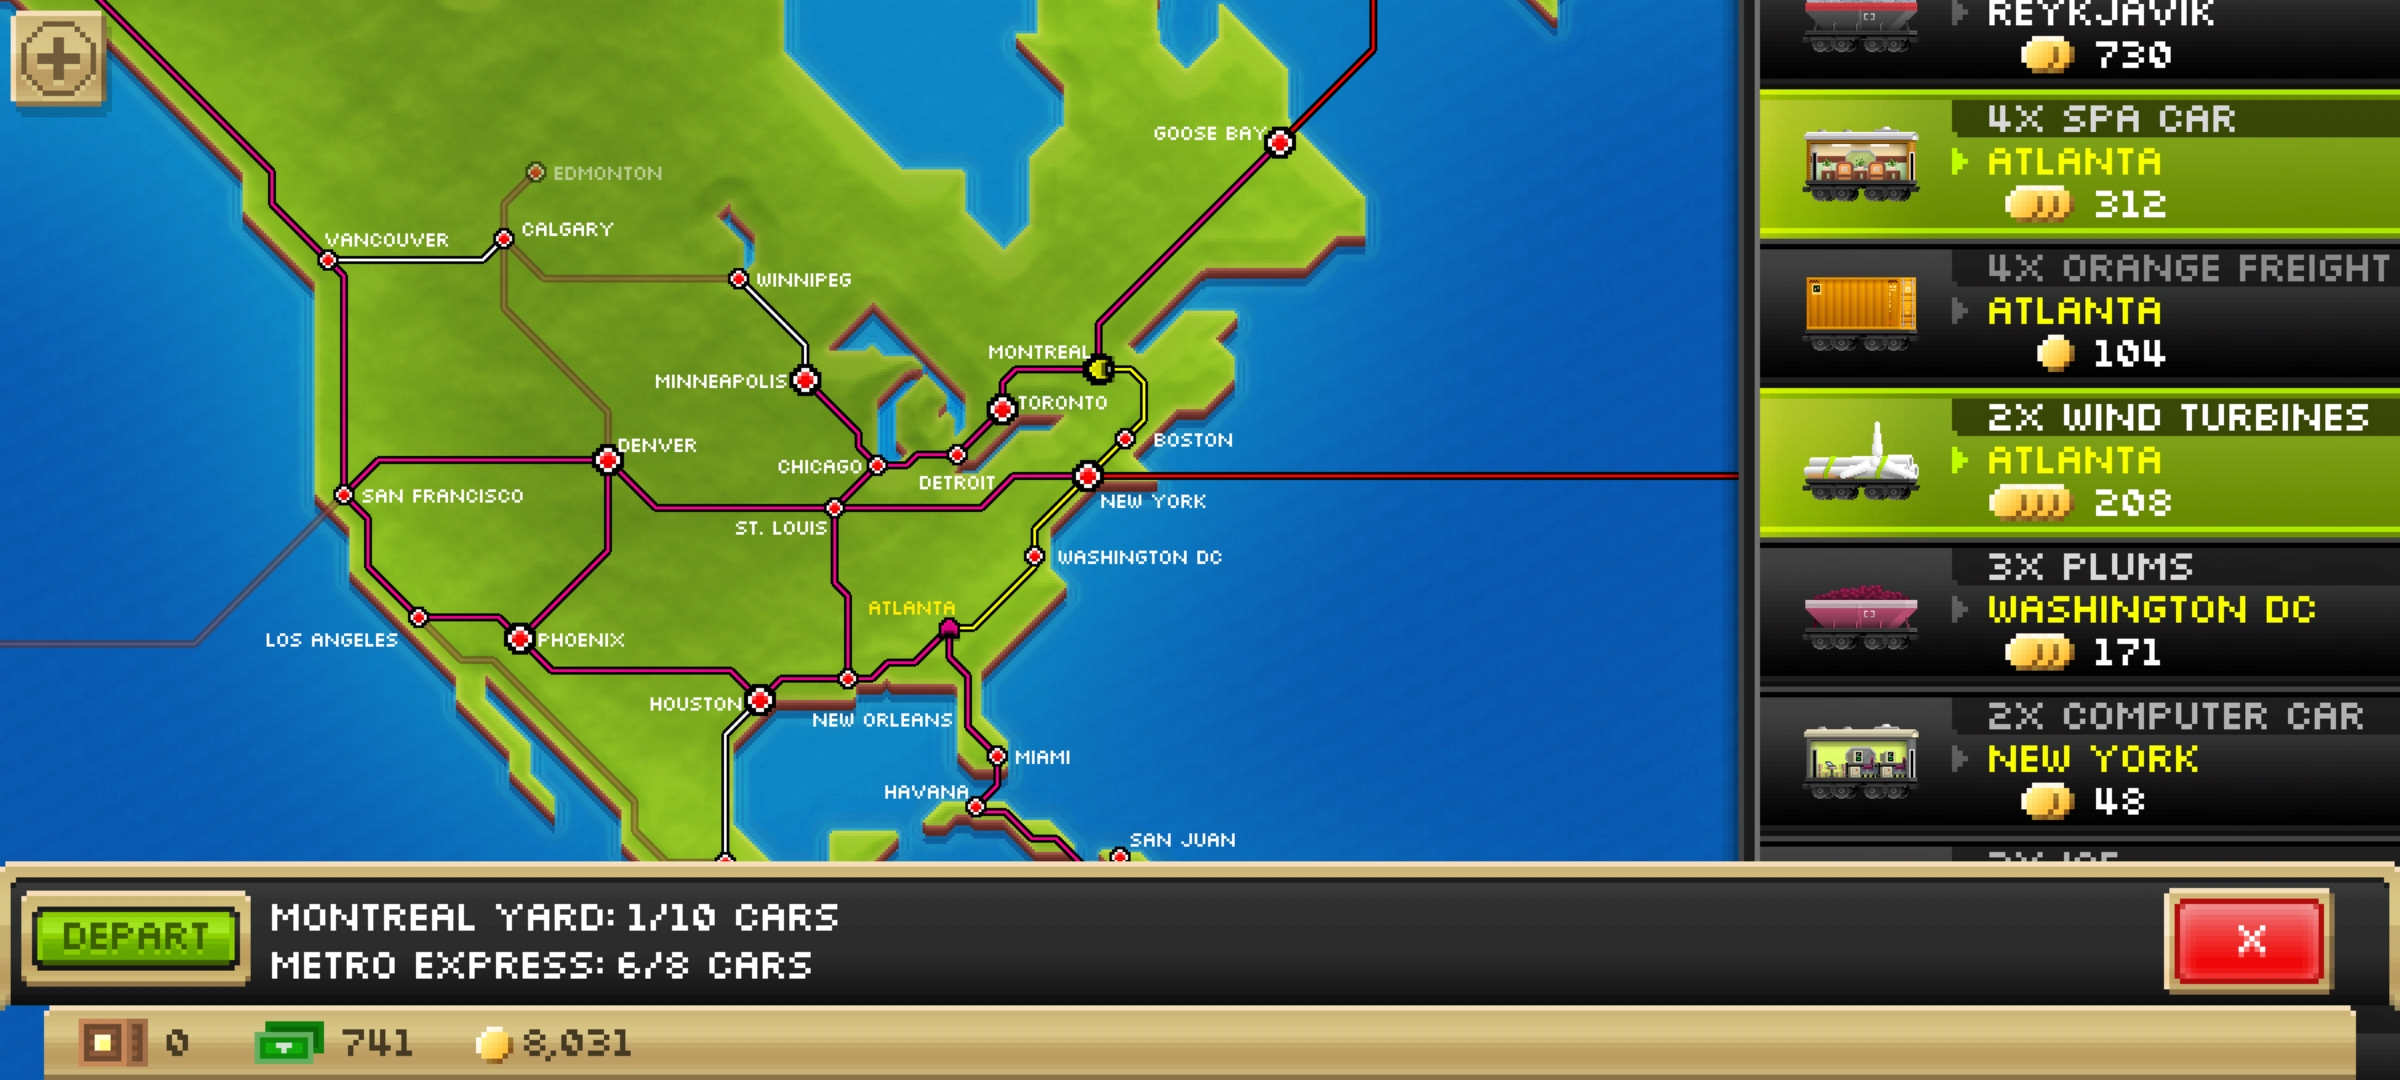 GOOSE BAY
EDMONTON
CALGARY
VANCOUVER
WINNIPEG
MONTREAL
MINNEAPOLIS
TORONTO
BOSTON
DENVER
CHICAGO
DETROIT
SAN FRANCISCO
NEW YORK
ST. LOUIS
WASHINGTON DC
ATLANTA
LOS ANGELES
PHOENIX
HOUSTON
NEW ORLEANS
MIAMI
HAVANA
SAN JUAN
REYKJAVIK
730
4X SPA CAR
ATLANTA
312
4X ORANGE FREIGHT
ATLANTA
104
2X WIND TURBINES
ATLANTA
208
3X PLUMS
WASHINGTON DC
171
2X COMPUTER CAR
NEW YORK
48
DEPART
MONTREAL YARD: 1/10 CARS
METRO EXPRESS: 6/8 CARS
X
0
741
8,031